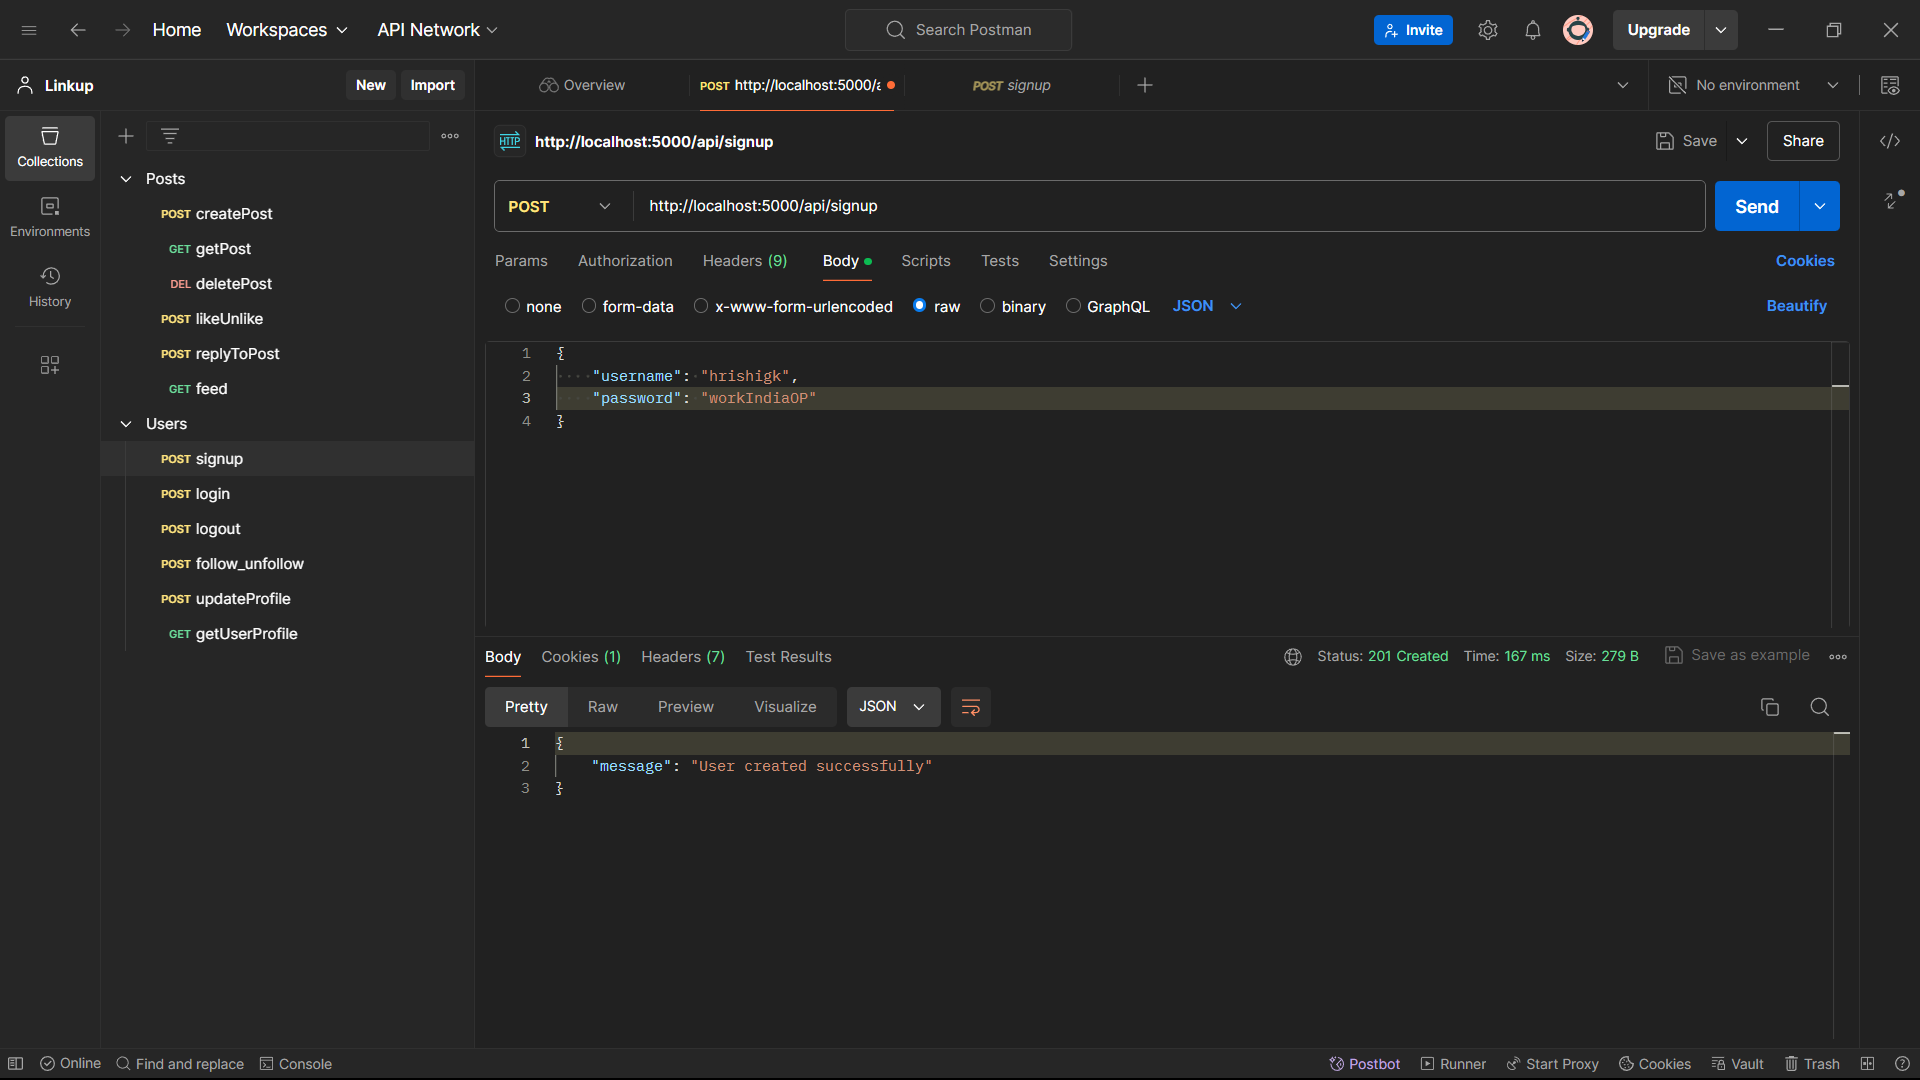 Home Workspaces API Network Search Postman Invite Upgrade
Linkup New Import Overview POST http://localhost:5000/a POST signup No environment
Collections
Environments
History
Posts
POST createPost
GET getPost
DEL deletePost
POST likeUnlike
POST replyToPost
GET feed
Users
POST signup
POST login
POST logout
POST follow_unfollow
POST updateProfile
GET getUserProfile
HTTP http://localhost:5000/api/signup Save Share
POST http://localhost:5000/api/signup Send
Params Authorization Headers (9) Body Scripts Tests Settings Cookies
none form-data x-www-form-urlencoded raw binary GraphQL JSON Beautify
1 {
2 "username": "hrishigk",
3 "password": "workIndiaOP"
4 }
Body Cookies (1) Headers (7) Test Results Status: 201 Created Time: 167 ms Size: 279 B Save as example
Pretty Raw Preview Visualize JSON
1 {
2 "message": "User created successfully"
3 }
Online Find and replace Console Postbot Runner Start Proxy Cookies Vault Trash